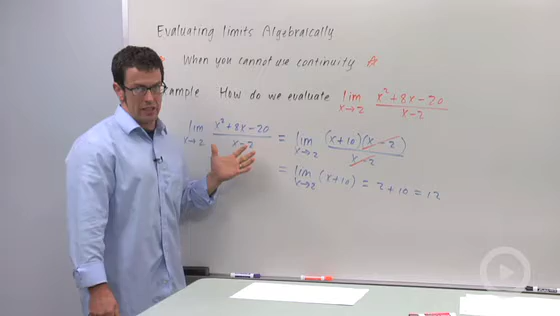 Evaluating limits Algebraically
☆ When you cannot use continuity ☆
Example How do we evaluate lim x→2 (x² + 8x − 20)/(x − 2)
lim x→2 (x² + 8x − 20)/(x − 2) = lim x→2 (x + 10)(x − 2)/(x − 2)
= lim x→2 (x + 10) = 2 + 10 = 12